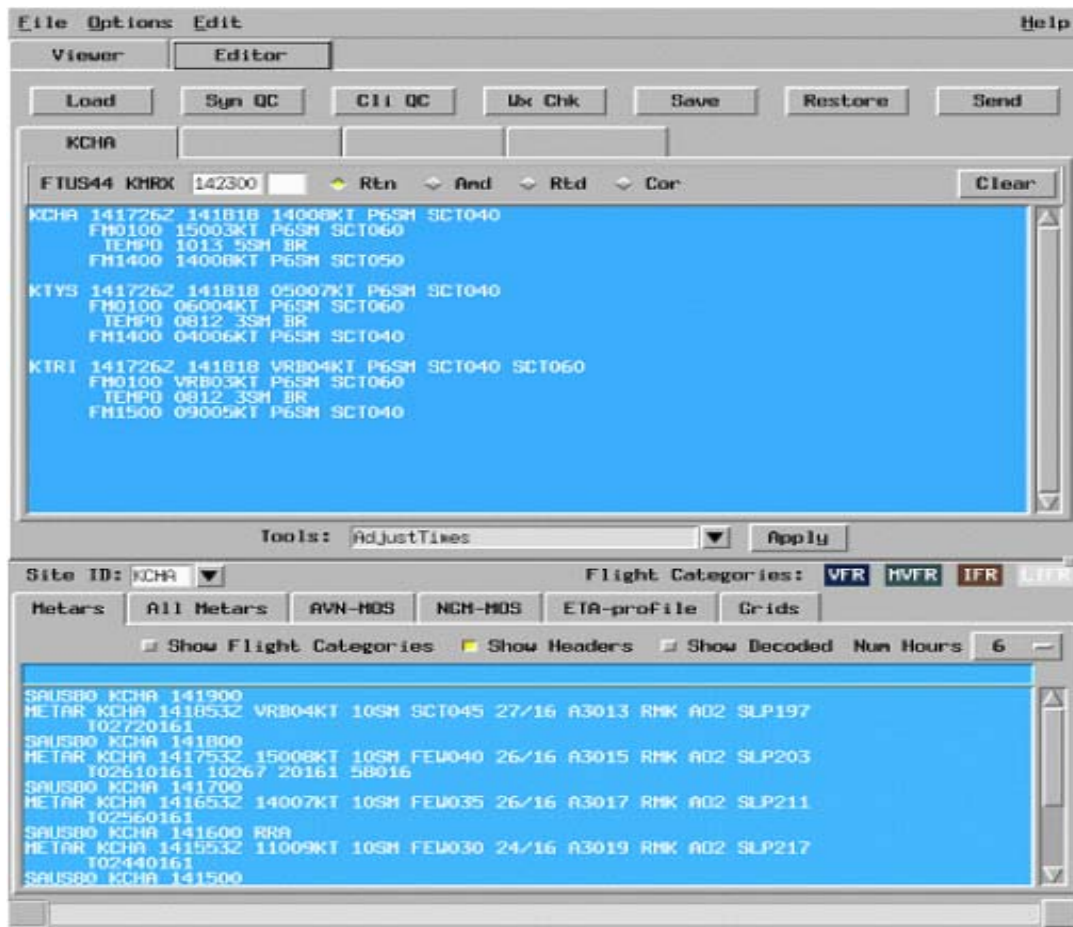 File Options Edit Help
Viewer Editor
Load Syn QC Cli QC Wx Chk Save Restore Send
KCHA
FTUS44 KMRX 142300 Rtn Amd Rtd Cor Clear
KCHA 141726Z 141818 14008KT P6SM SCT040
FM0100 15003KT P6SM SCT060
TEMPO 1013 5SM BR
FM1400 14008KT P6SM SCT050
KTYS 141726Z 141818 05007KT P6SM SCT040
FM0100 06004KT P6SM SCT060
TEMPO 0812 3SM BR
FM1400 04006KT P6SM SCT040
KTRI 141726Z 141818 VRB04KT P6SM SCT040 SCT060
FM0100 VRB03KT P6SM SCT060
TEMPO 0812 3SM BR
FM1500 09005KT P6SM SCT040
Tools: AdjustTimes Apply
Site ID: KCHA Flight Categories: VFR MVFR IFR LIFR
Metars All Metars AVN-MOS NGM-MOS ETA-profile Grids
Show Flight Categories Show Headers Show Decoded Num Hours 6
SAUS80 KCHA 141900
METAR KCHA 141853Z VRB04KT 10SM SCT045 27/16 A3013 RMK AO2 SLP197
T02720161
SAUS80 KCHA 141800
METAR KCHA 141753Z 15008KT 10SM FEW040 26/16 A3015 RMK AO2 SLP203
T02610161 10267 20161 58016
SAUS80 KCHA 141700
METAR KCHA 141653Z 14007KT 10SM FEW035 26/16 A3017 RMK AO2 SLP211
T02560161
SAUS80 KCHA 141600 RRA
METAR KCHA 141553Z 11009KT 10SM FEW030 24/16 A3019 RMK AO2 SLP217
T02440161
SAUS80 KCHA 141500